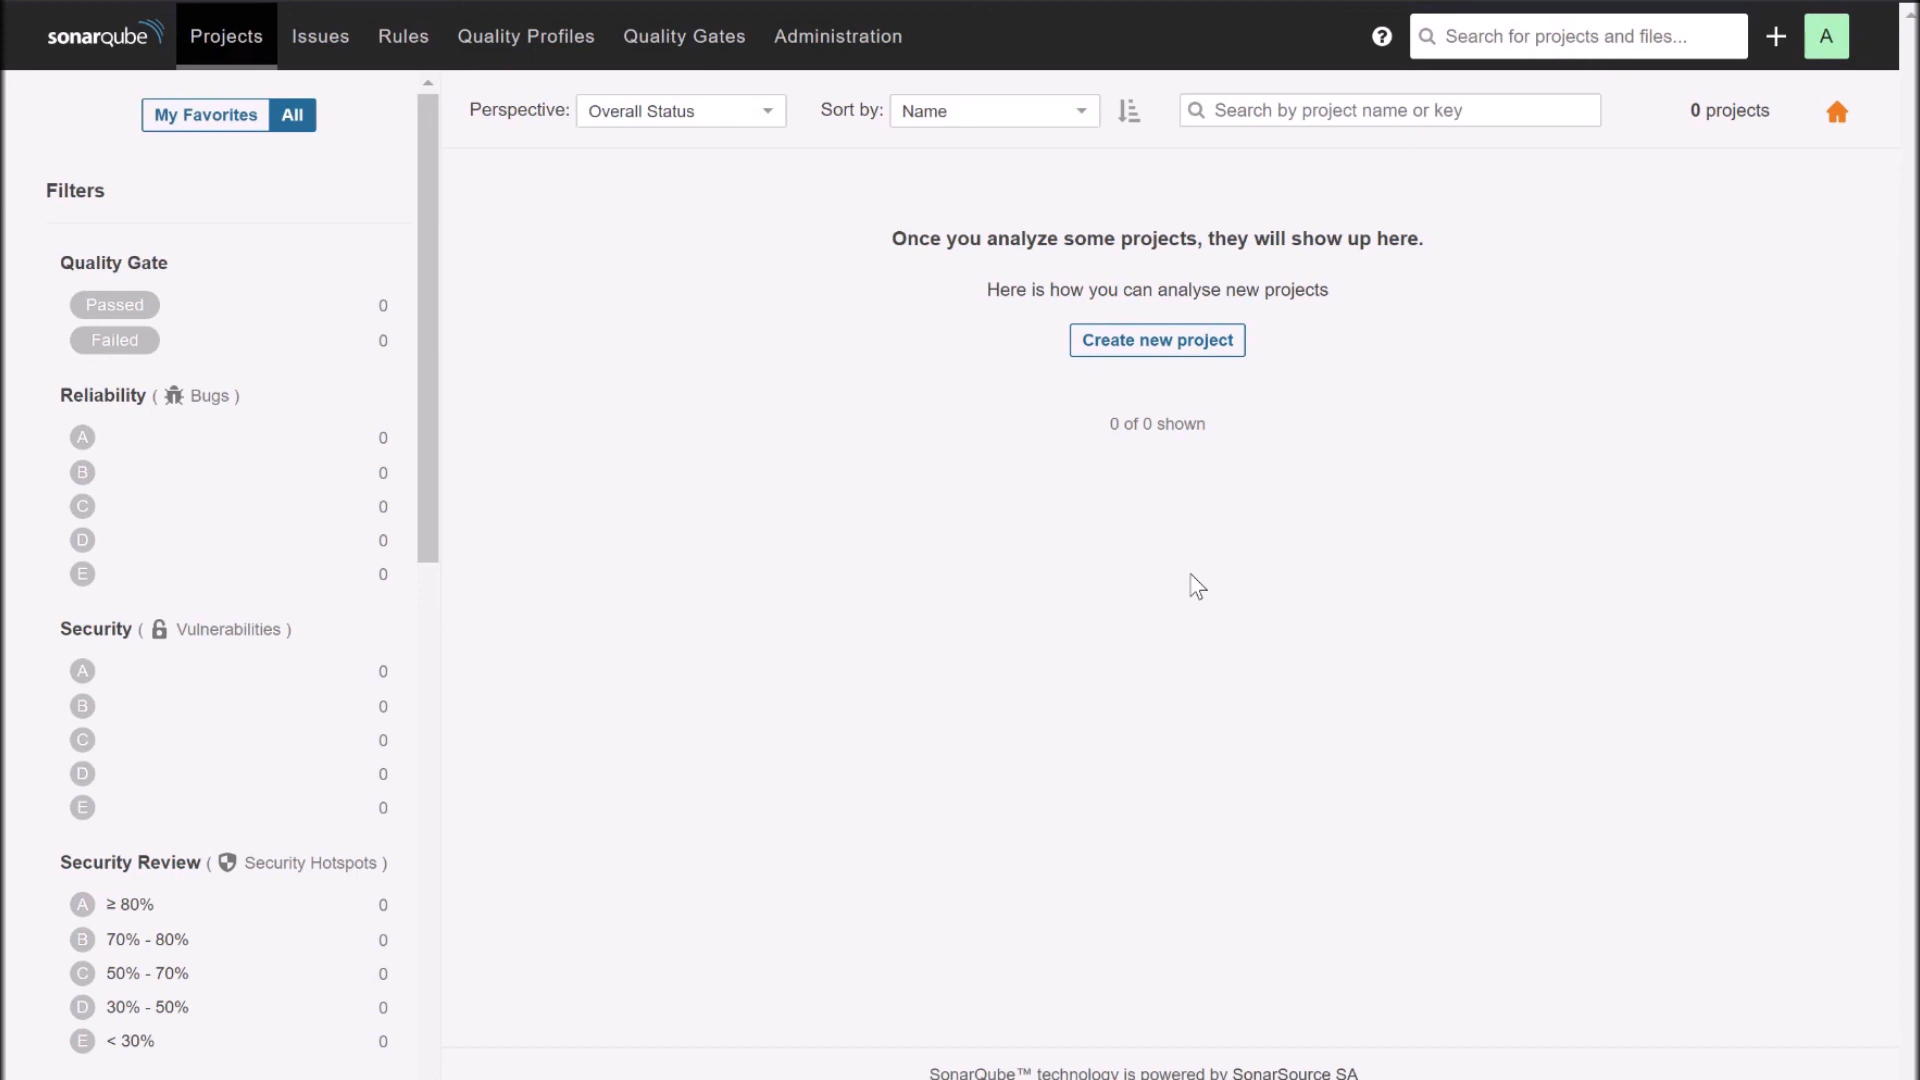 sonarqube Projects Issues Rules Quality Profiles Quality Gates Administration ? Search for projects and files... + A
My Favorites All
Perspective: Overall Status Sort by: Name Search by project name or key 0 projects
Filters
Quality Gate
Passed 0
Failed 0
Reliability ( Bugs )
A 0
B 0
C 0
D 0
E 0
Security ( Vulnerabilities )
A 0
B 0
C 0
D 0
E 0
Security Review ( Security Hotspots )
A ≥ 80% 0
B 70% - 80% 0
C 50% - 70% 0
D 30% - 50% 0
E < 30% 0
Once you analyze some projects, they will show up here.
Here is how you can analyse new projects
Create new project
0 of 0 shown
SonarQube™ technology is powered by SonarSource SA